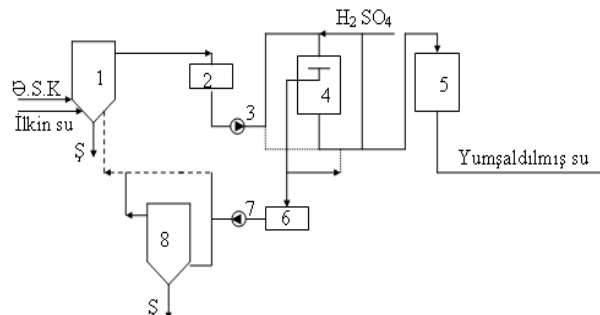 H₂SO₄
1
2
Ə.S.K
3
4
5
İlkin su
Ş
Yumşaldılmış su
7
6
8
S